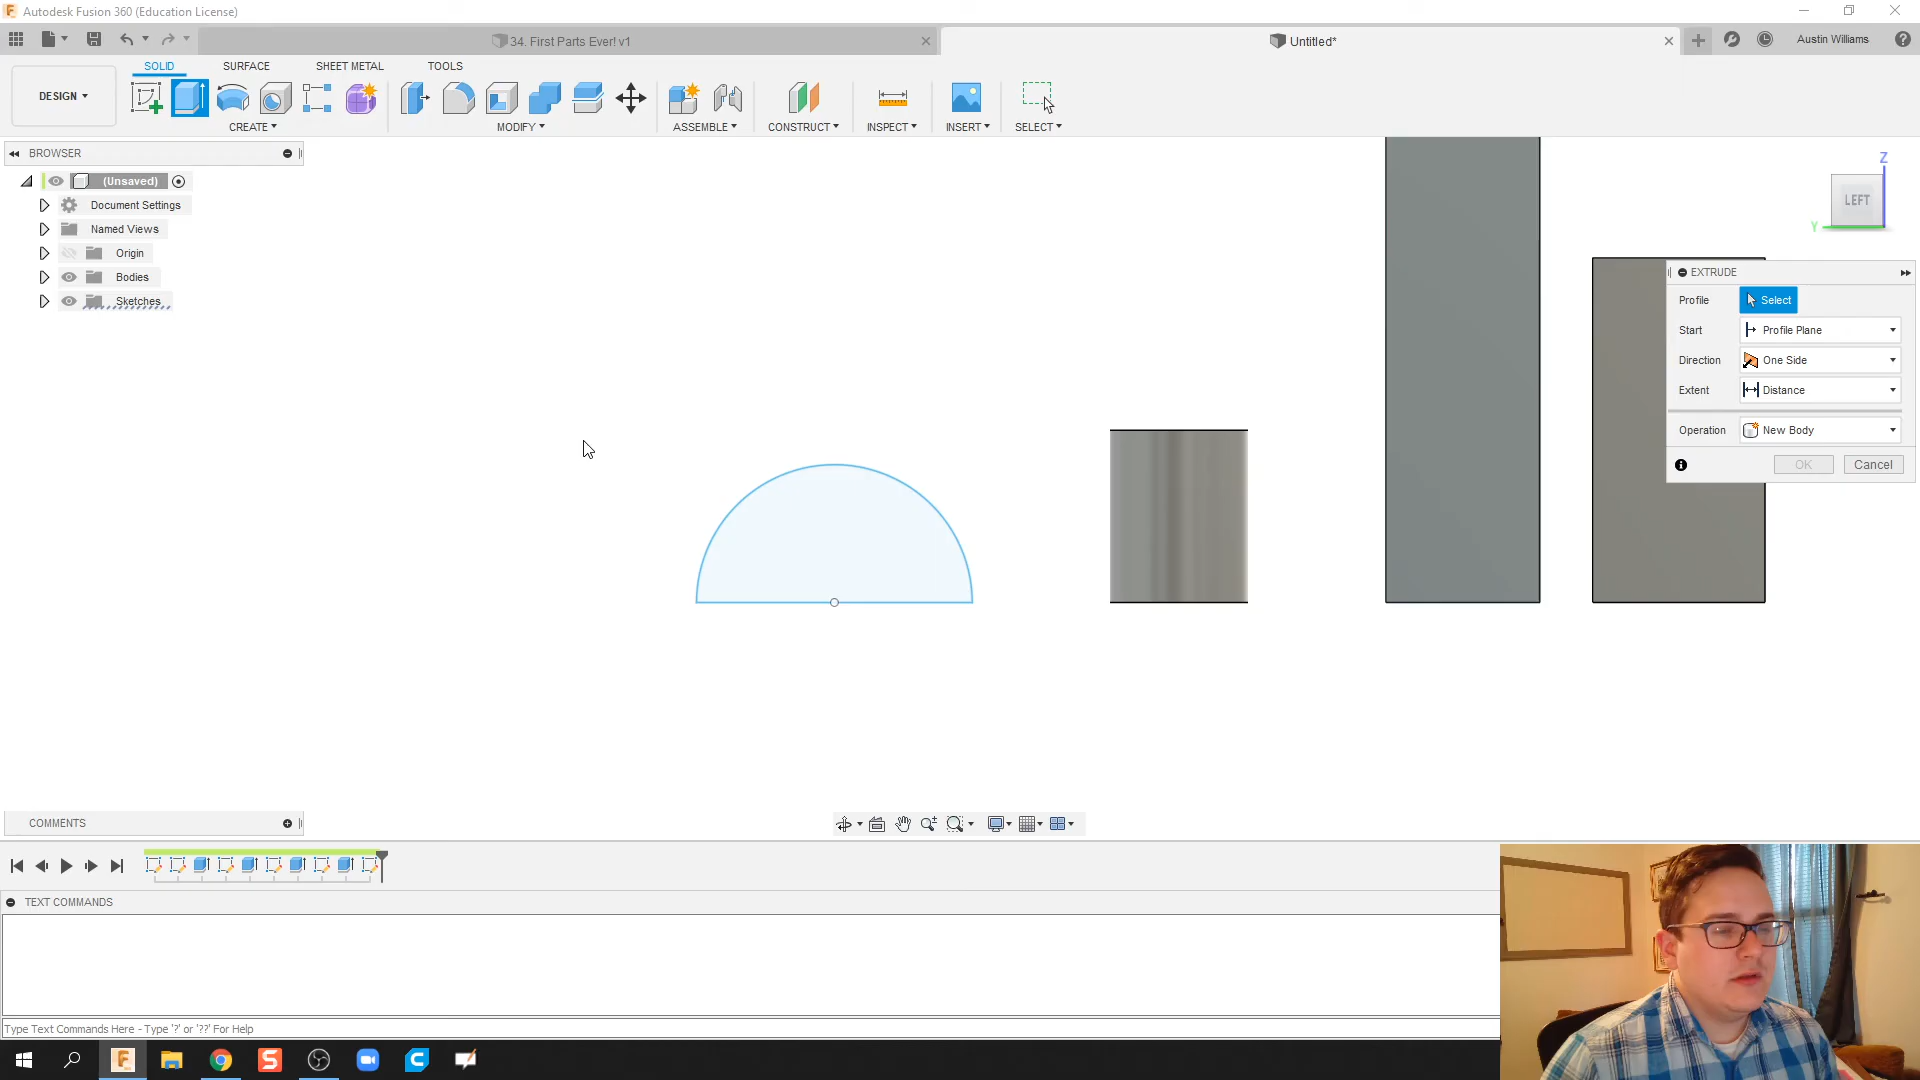 Autodesk Fusion 360 (Education License)
34. First Parts Ever! v1
Untitled*
Austin Williams
DESIGN
SOLID
SURFACE
SHEET METAL
TOOLS
CREATE
MODIFY
ASSEMBLE
CONSTRUCT
INSPECT
INSERT
SELECT
BROWSER
(Unsaved)
Document Settings
Named Views
Origin
Bodies
Sketches
Z
LEFT
Y
EXTRUDE
Profile
Select
Start
Profile Plane
Direction
One Side
Extent
Distance
Operation
New Body
OK
Cancel
COMMENTS
TEXT COMMANDS
Type Text Commands Here - Type '?' or '??' For Help